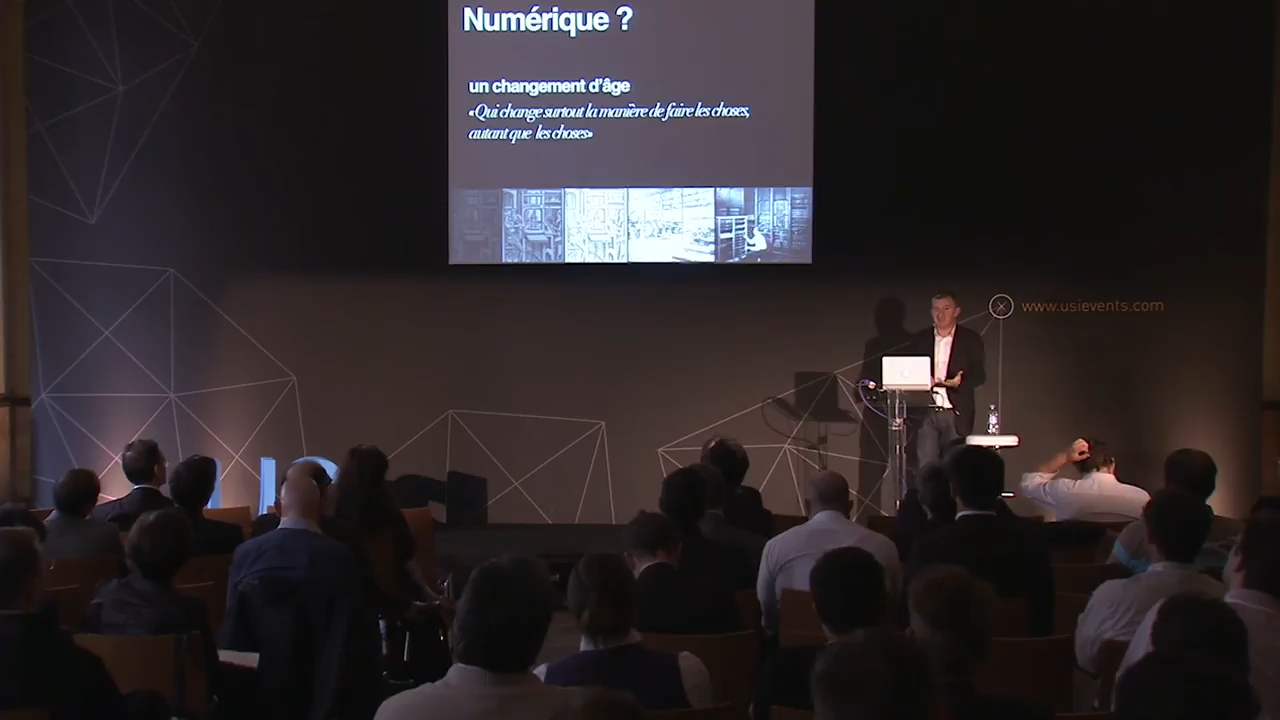 Numérique ?
un changement d'âge
«Qui change surtout la manière de faire les choses,
autant que les choses»
www.usievents.com